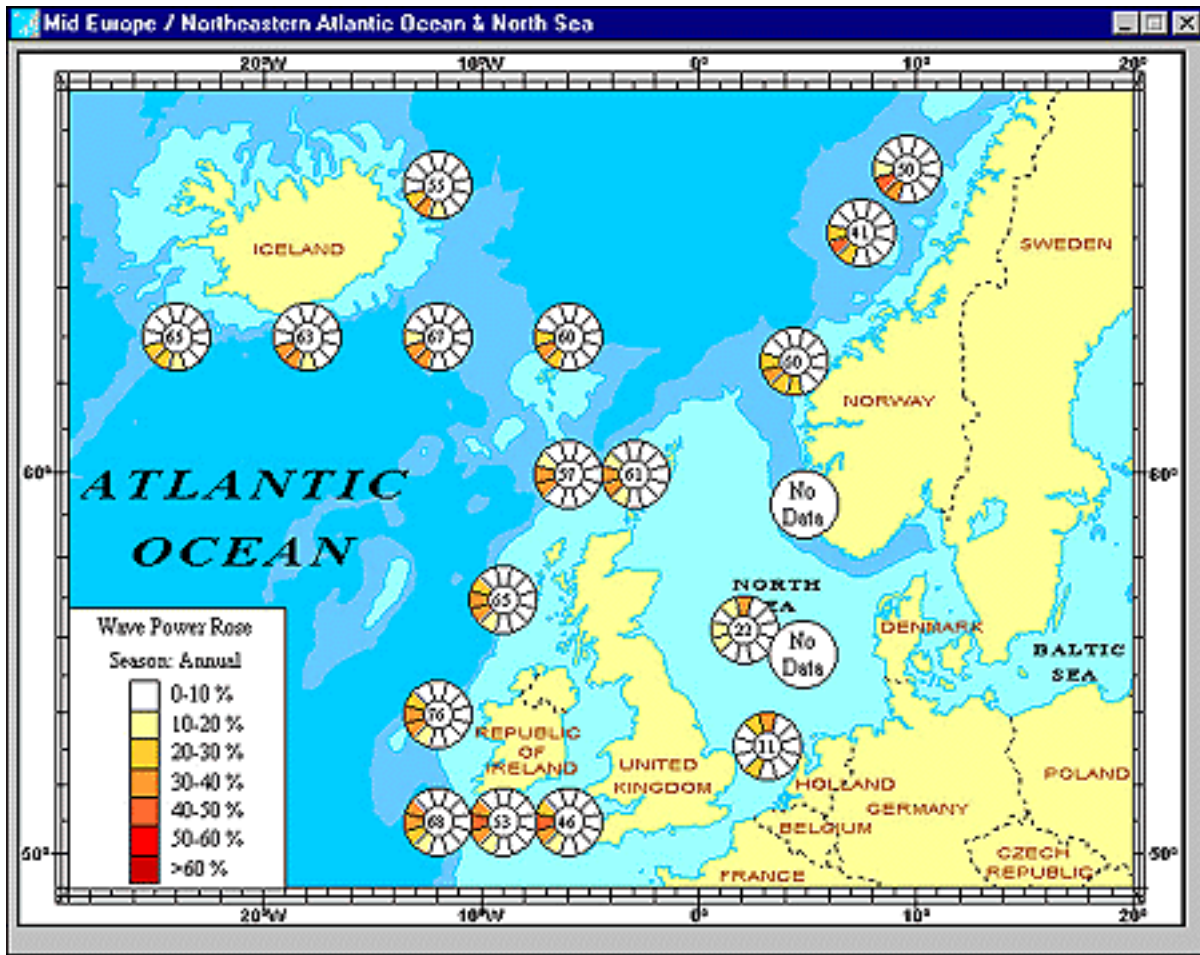 Mid Europe / Northeastern Atlantic Ocean & North Sea
20°W 10°W 0° 10° 20°
50
55
41
SWEDEN
ICELAND
65 63 67 60
60
NORWAY
60° 60°
57 61
ATLANTIC
OCEAN
No
Data
NORTH
EA
65
22
No
Data
DENMARK
BALTIC
SEA
Wave Power Rose
Season: Annual
0-10 %
10-20 %
20-30 %
30-40 %
40-50 %
50-60 %
>60 %
76
REPUBLIC
OF
IRELAND
11
UNITED
KINGDOM
HOLLAND
POLAND
GERMANY
BELGIUM
68 53 46
CZECH
REPUBLIC
FRANCE
50° 50°
20°W 10°W 0° 10° 20°